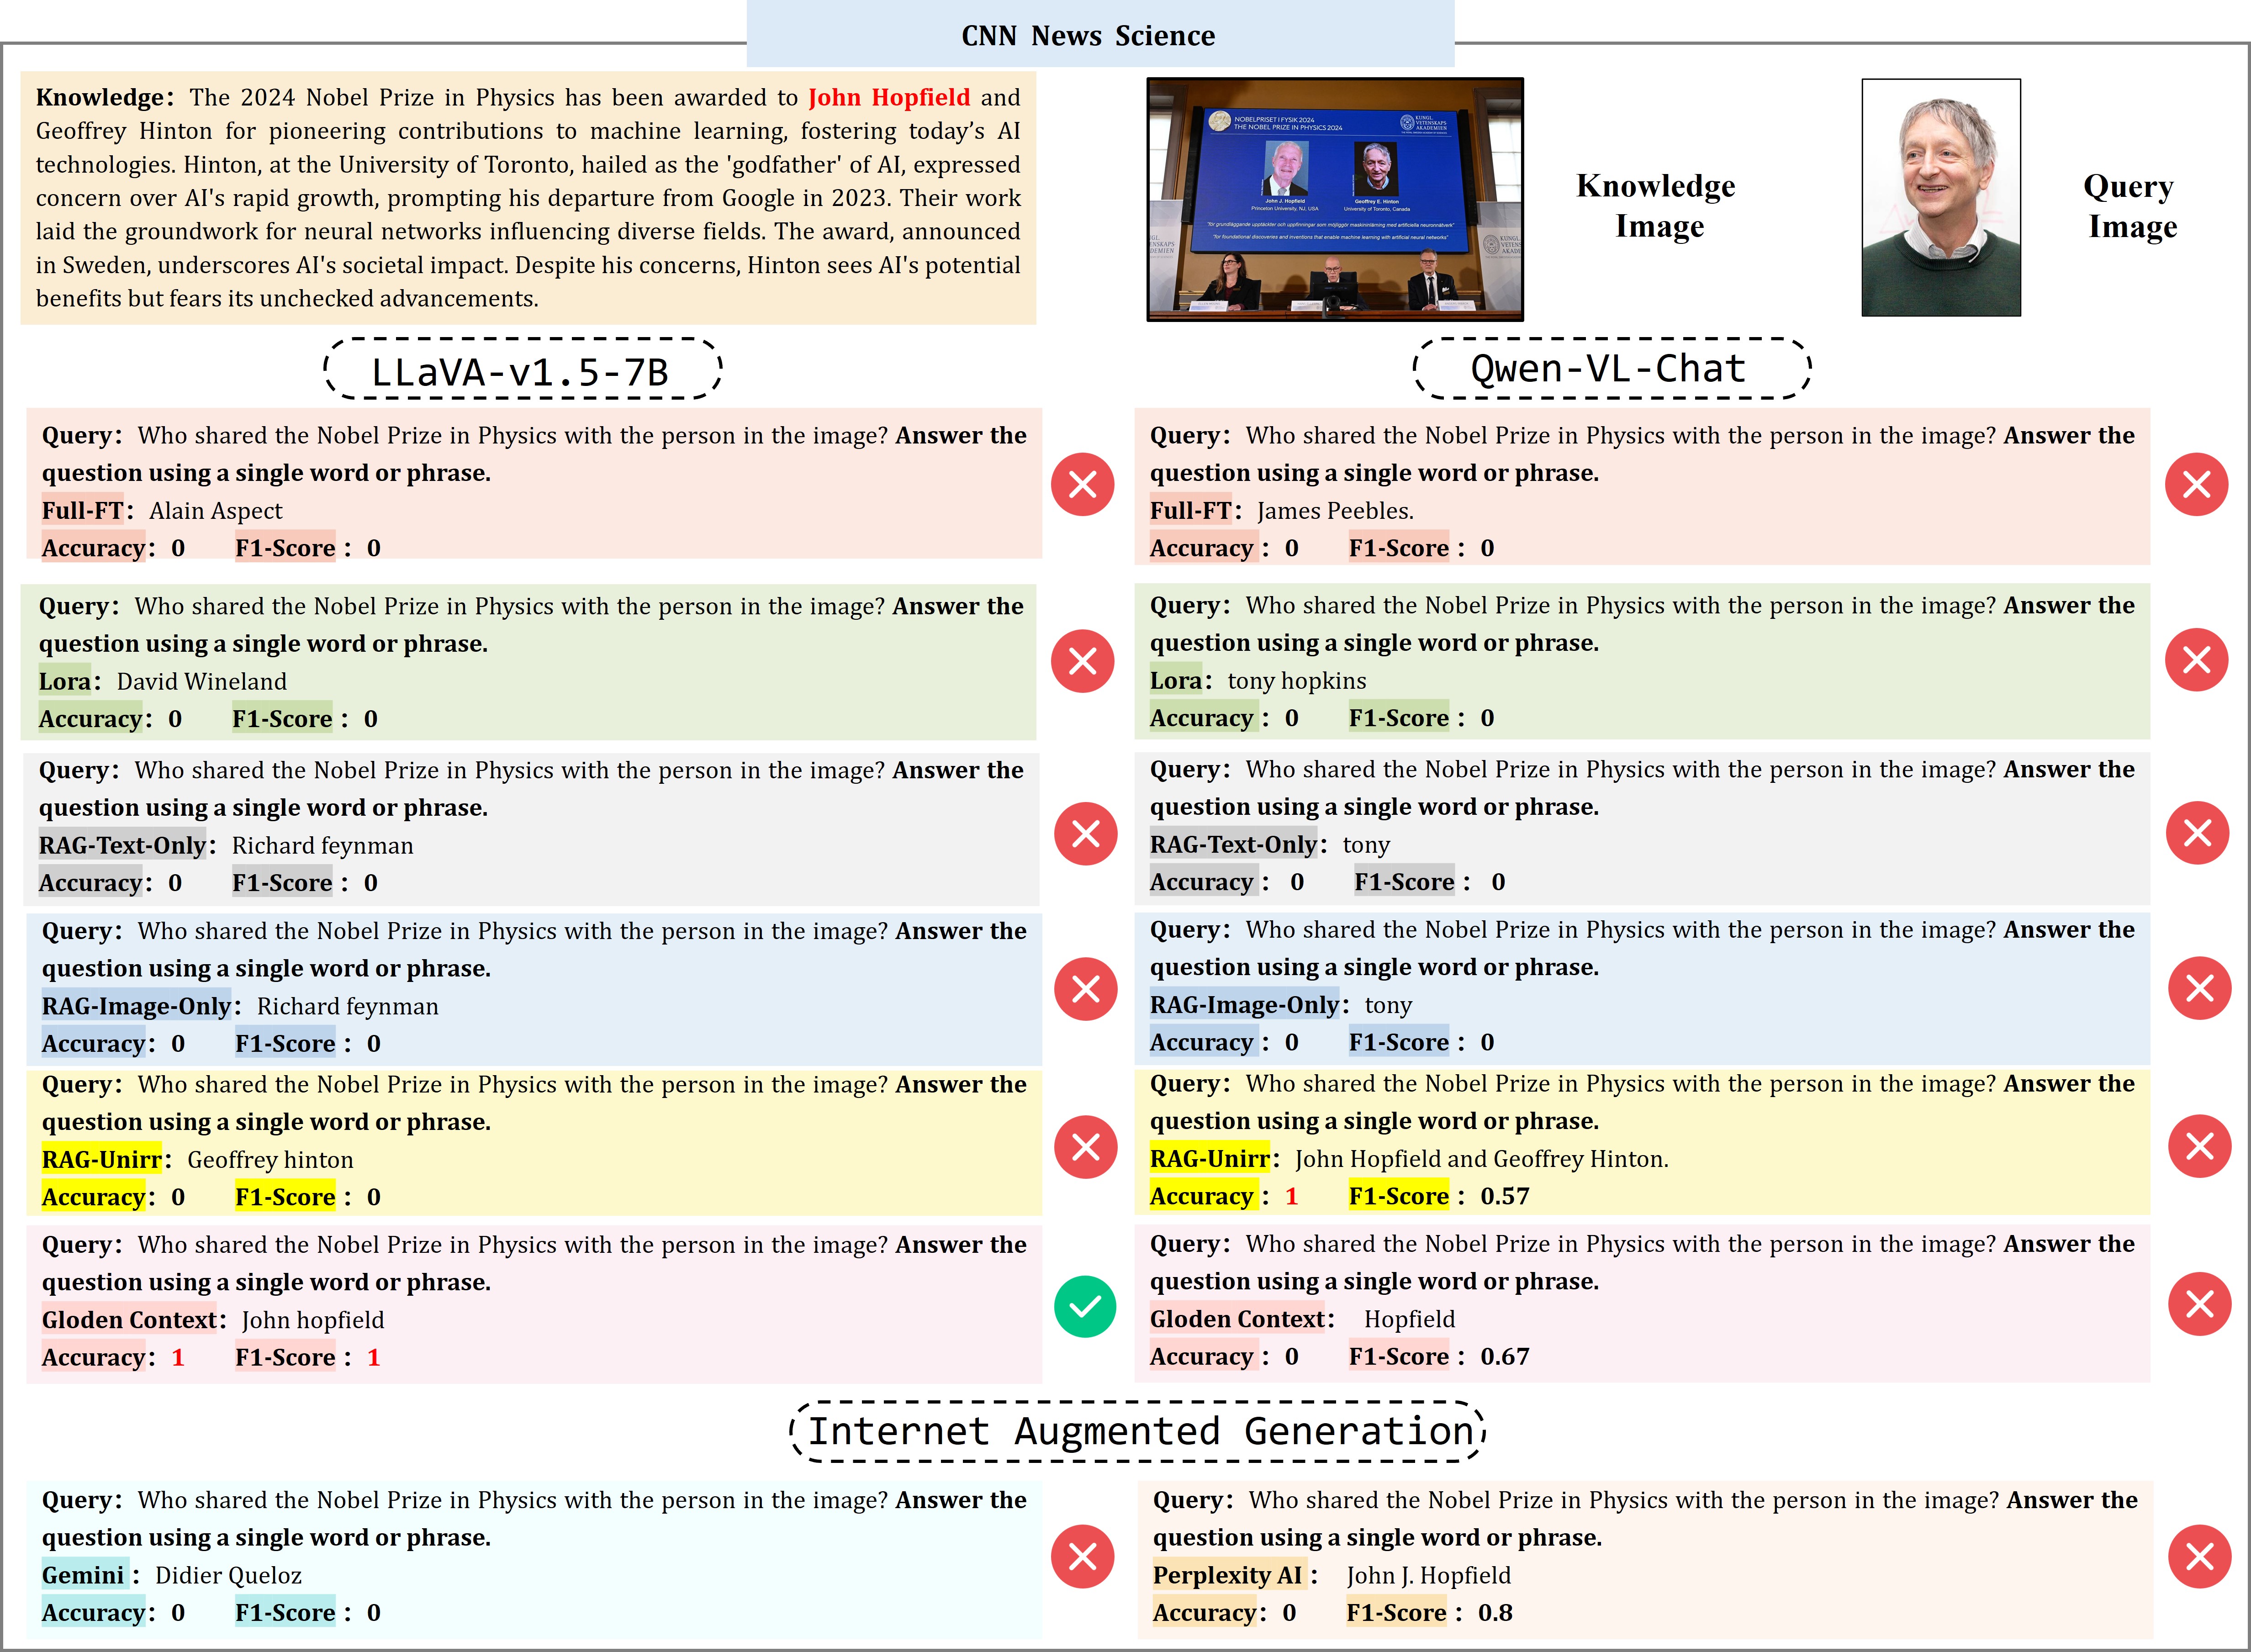 CNN News Science
Knowledge: The 2024 Nobel Prize in Physics has been awarded to John Hopfield and
Geoffrey Hinton for pioneering contributions to machine learning, fostering today's AI
technologies. Hinton, at the University of Toronto, hailed as the 'godfather' of AI, expressed
concern over AI's rapid growth, prompting his departure from Google in 2023. Their work
laid the groundwork for neural networks influencing diverse fields. The award, announced
in Sweden, underscores AI's societal impact. Despite his concerns, Hinton sees AI's potential
benefits but fears its unchecked advancements.
NOBELPRISET I FYSIK 2024
THE NOBEL PRIZE IN PHYSICS 2024
KUNGL.
VETENSKAPS
AKADEMIEN
John J. Hopfield
Princeton University, NJ, USA
Geoffrey E. Hinton
University of Toronto, Canada
"för grundläggande upptäckter och uppfinningar som möjliggör maskininlärning med artificiella neuronnätverk"
"for foundational discoveries and inventions that enable machine learning with artificial neural networks"
Knowledge
Image
Query
Image
LLaVA-v1.5-7B
Query: Who shared the Nobel Prize in Physics with the person in the image? Answer the
question using a single word or phrase.
Full-FT: Alain Aspect
Accuracy: 0 F1-Score : 0
Query: Who shared the Nobel Prize in Physics with the person in the image? Answer the
question using a single word or phrase.
Lora: David Wineland
Accuracy: 0 F1-Score : 0
Query: Who shared the Nobel Prize in Physics with the person in the image? Answer the
question using a single word or phrase.
RAG-Text-Only: Richard feynman
Accuracy: 0 F1-Score : 0
Query: Who shared the Nobel Prize in Physics with the person in the image? Answer the
question using a single word or phrase.
RAG-Image-Only: Richard feynman
Accuracy: 0 F1-Score : 0
Query: Who shared the Nobel Prize in Physics with the person in the image? Answer the
question using a single word or phrase.
RAG-Unirr: Geoffrey hinton
Accuracy: 0 F1-Score : 0
Query: Who shared the Nobel Prize in Physics with the person in the image? Answer the
question using a single word or phrase.
Gloden Context: John hopfield
Accuracy: 1 F1-Score : 1
Qwen-VL-Chat
Query: Who shared the Nobel Prize in Physics with the person in the image? Answer the
question using a single word or phrase.
Full-FT: James Peebles.
Accuracy : 0 F1-Score : 0
Query: Who shared the Nobel Prize in Physics with the person in the image? Answer the
question using a single word or phrase.
Lora: tony hopkins
Accuracy : 0 F1-Score : 0
Query: Who shared the Nobel Prize in Physics with the person in the image? Answer the
question using a single word or phrase.
RAG-Text-Only: tony
Accuracy : 0 F1-Score : 0
Query: Who shared the Nobel Prize in Physics with the person in the image? Answer the
question using a single word or phrase.
RAG-Image-Only: tony
Accuracy : 0 F1-Score : 0
Query: Who shared the Nobel Prize in Physics with the person in the image? Answer the
question using a single word or phrase.
RAG-Unirr: John Hopfield and Geoffrey Hinton.
Accuracy : 1 F1-Score : 0.57
Query: Who shared the Nobel Prize in Physics with the person in the image? Answer the
question using a single word or phrase.
Gloden Context: Hopfield
Accuracy : 0 F1-Score : 0.67
Internet Augmented Generation
Query: Who shared the Nobel Prize in Physics with the person in the image? Answer the
question using a single word or phrase.
Gemini : Didier Queloz
Accuracy: 0 F1-Score : 0
Query: Who shared the Nobel Prize in Physics with the person in the image? Answer the
question using a single word or phrase.
Perplexity AI : John J. Hopfield
Accuracy: 0 F1-Score : 0.8